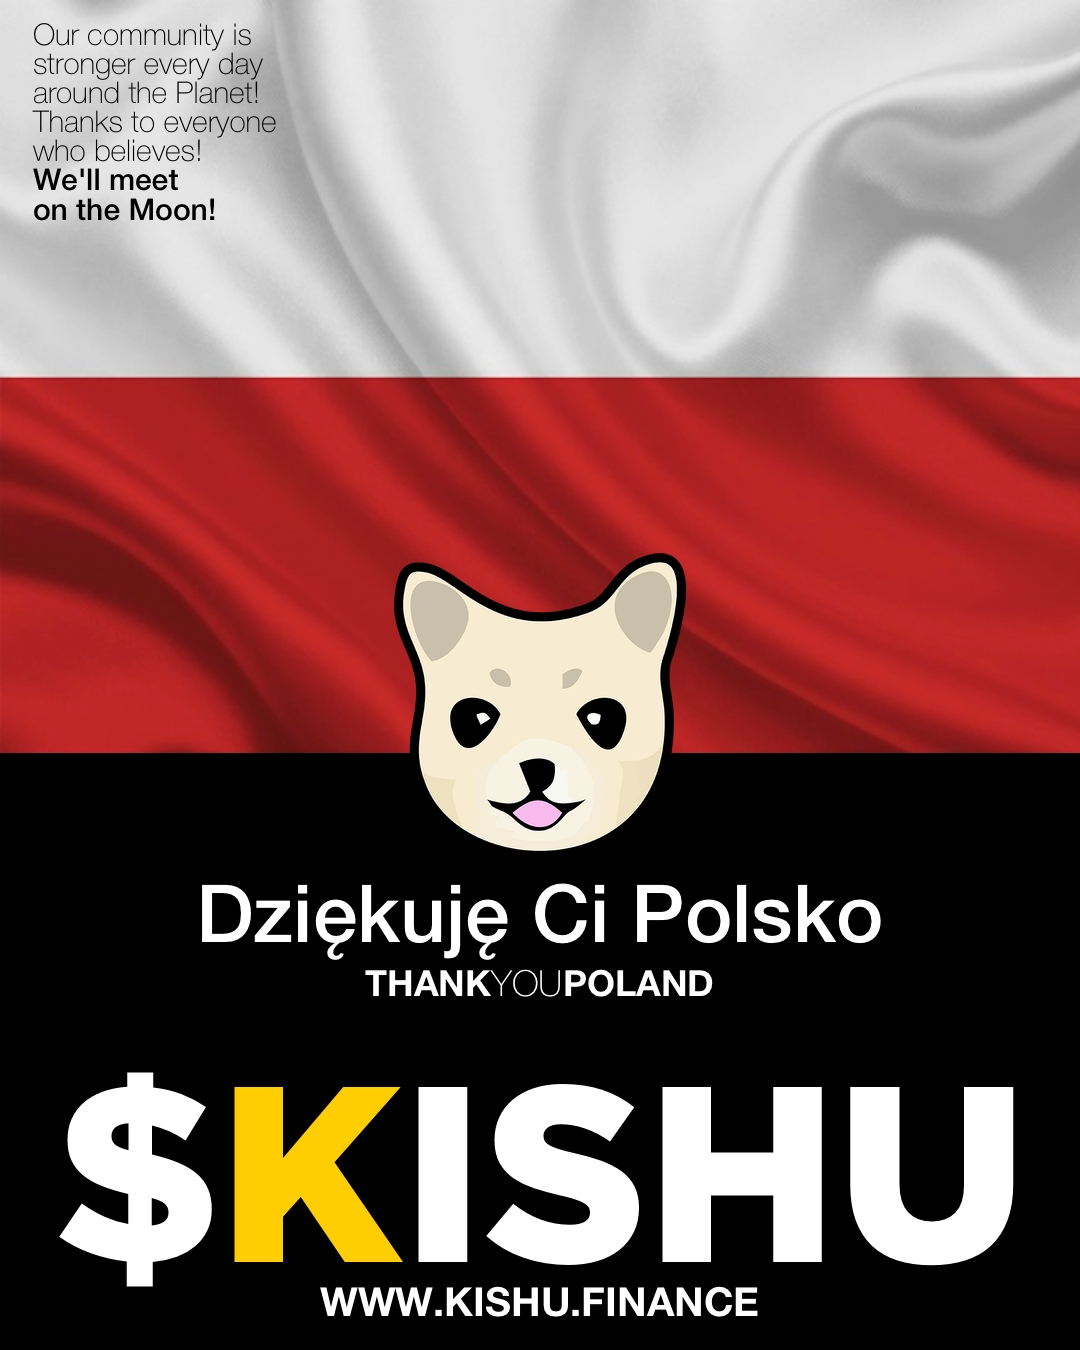 Our community is
stronger every day
around the Planet!
Thanks to everyone
who believes!
We'll meet
on the Moon!
Dziękuję Ci Polsko
THANKYOUPOLAND
$KISHU
WWW.KISHU.FINANCE